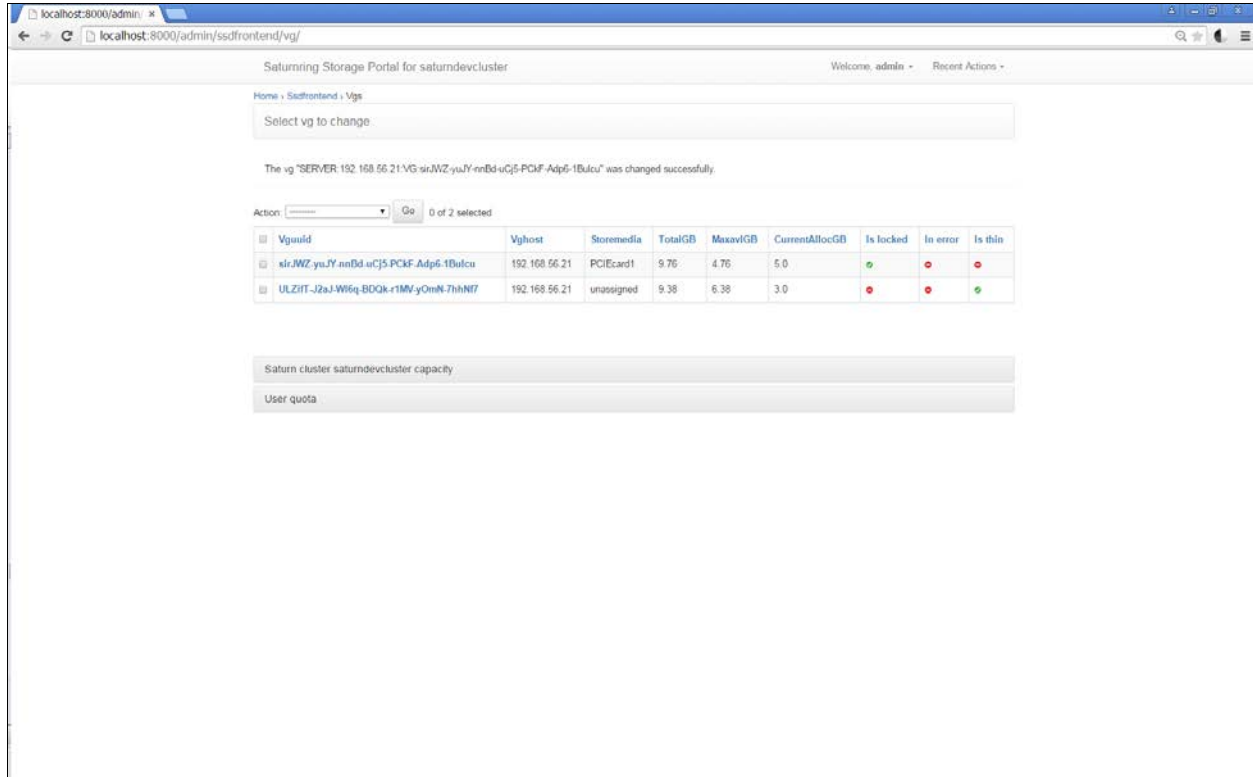 localhost:8000/admin/
localhost:8000/admin/ssdfrontend/vg/
Saturnring Storage Portal for saturndevcluster Welcome, admin Recent Actions
Home › Ssdfrontend › Vgs
Select vg to change
The vg "SERVER:192.168.56.21:VG:sirJWZ-yuJY-nnBd-uCj5-PCkF-Adp6-1Bulcu" was changed successfully.
Action: --------- Go 0 of 2 selected
Vguuid Vghost Storemedia TotalGB MaxavlGB CurrentAllocGB Is locked In error Is thin
sirJWZ-yuJY-nnBd-uCj5-PCkF-Adp6-1Bulcu 192.168.56.21 PCIEcard1 9.76 4.76 5.0
ULZifT-J2aJ-WI6q-BDQk-r1MV-yOmN-7hhNf7 192.168.56.21 unassigned 9.38 6.38 3.0
Saturn cluster saturndevcluster capacity
User quota